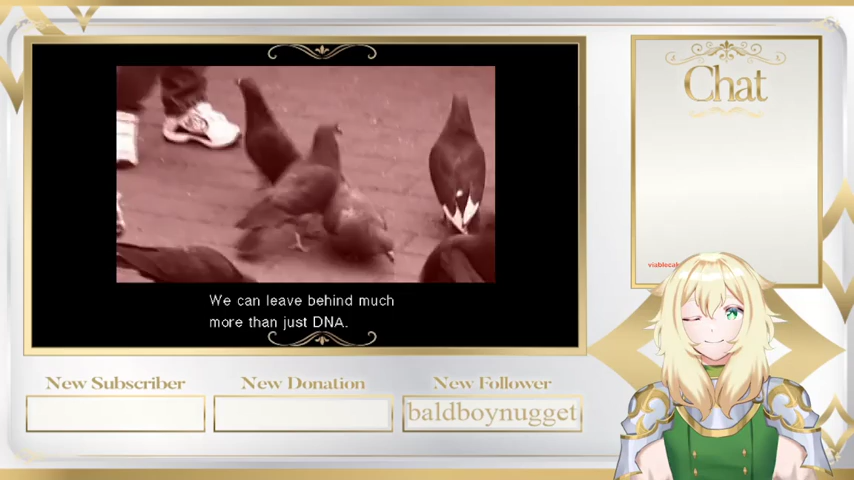 Chat
We can leave behind much
more than just DNA.
New Subscriber
New Donation
New Follower
baldboynugget